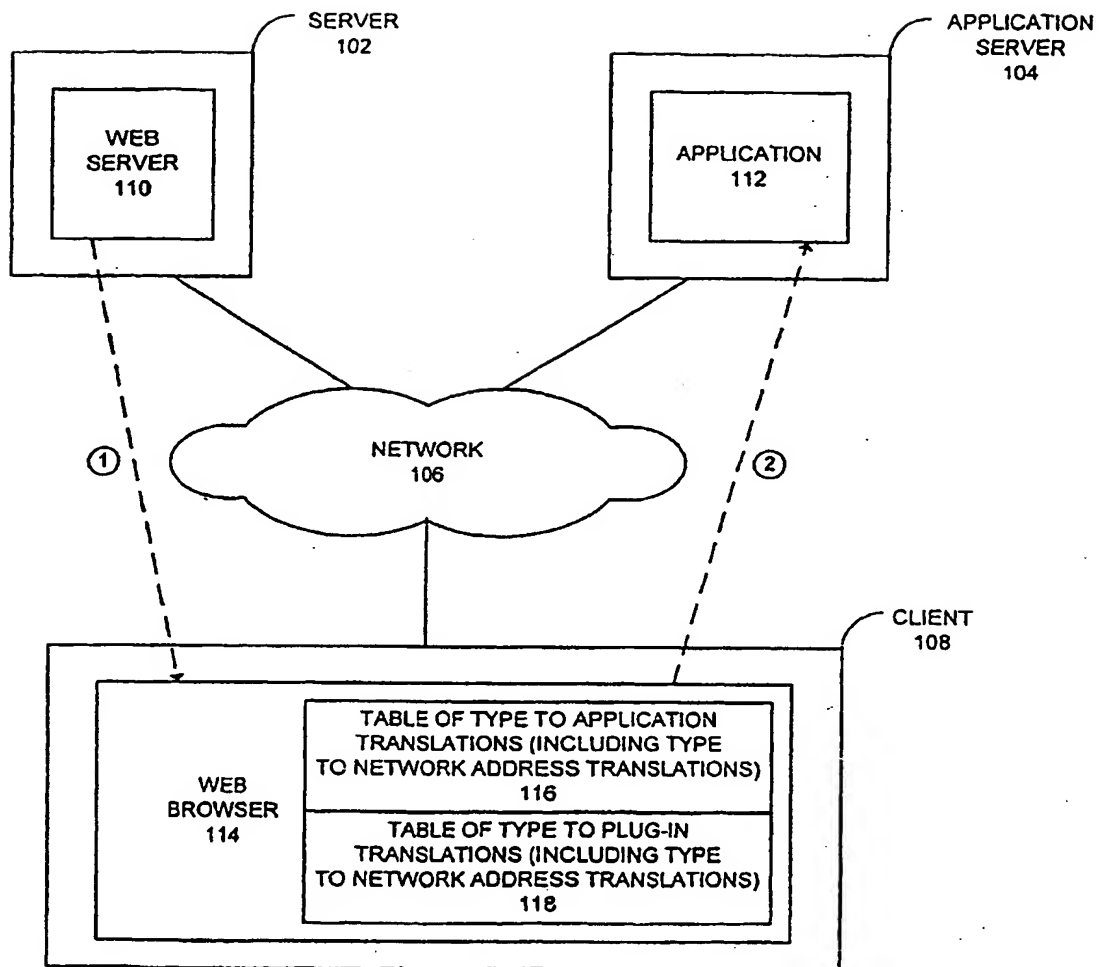 SERVER
102
APPLICATION
SERVER
104
WEB
SERVER
110
APPLICATION
112
NETWORK
106
1
2
CLIENT
108
WEB
BROWSER
114
TABLE OF TYPE TO APPLICATION
TRANSLATIONS (INCLUDING TYPE
TO NETWORK ADDRESS TRANSLATIONS)
116
TABLE OF TYPE TO PLUG-IN
TRANSLATIONS (INCLUDING TYPE
TO NETWORK ADDRESS TRANSLATIONS)
118